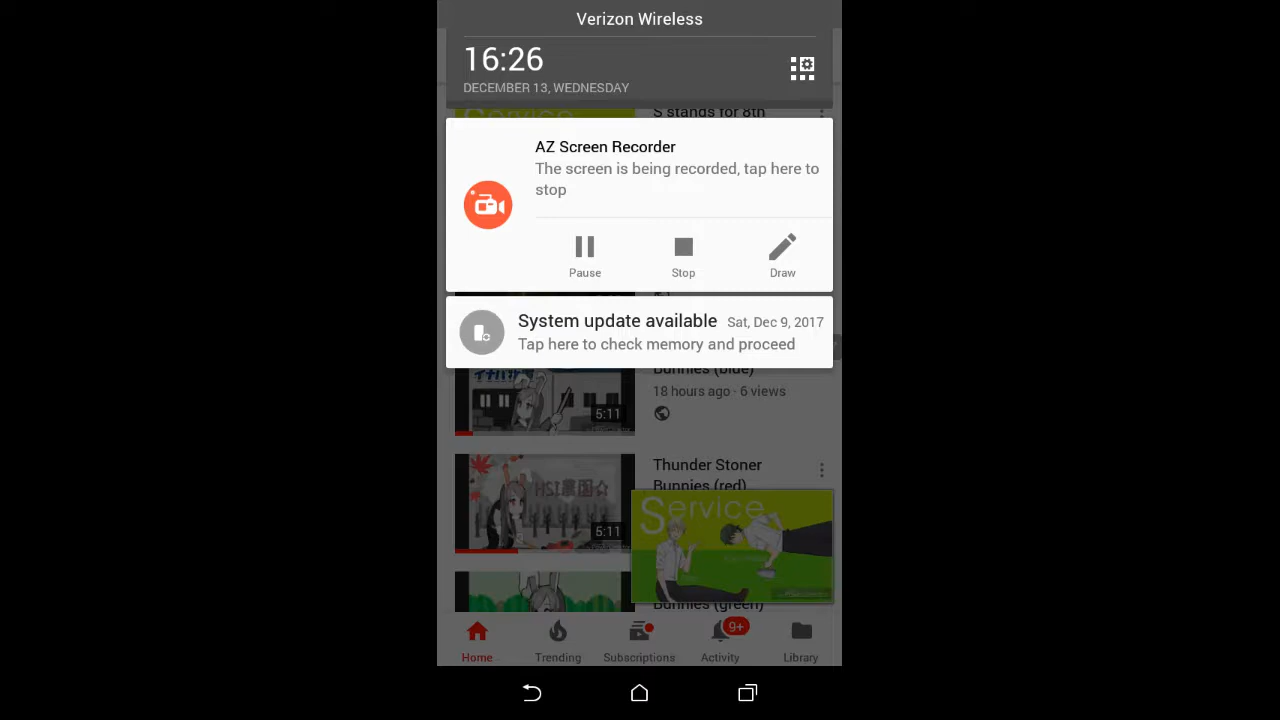 Verizon Wireless
16:26
DECEMBER 13, WEDNESDAY
Service
S stands for 8th
AZ Screen Recorder
The screen is being recorded, tap here to
stop
Pause
Stop
Draw
System update available
Sat, Dec 9, 2017
Tap here to check memory and proceed
Bunnies (blue)
18 hours ago · 6 views
5:11
Thunder Stoner
Bunnies (red)
5:11
Service
Bunnies (green)
9+
Home
Trending
Subscriptions
Activity
Library